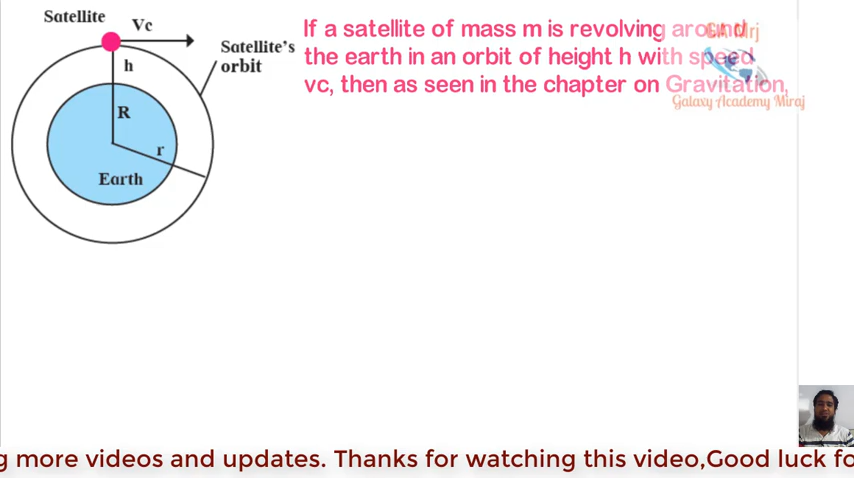 Satellite
Vc
Satellite's
orbit
h
R
r
Earth
If a satellite of mass m is revolving around
the earth in an orbit of height h with speed
vc, then as seen in the chapter on Gravitation,
Galaxy Academy Miraj
g more videos and updates. Thanks for watching this video,Good luck fo